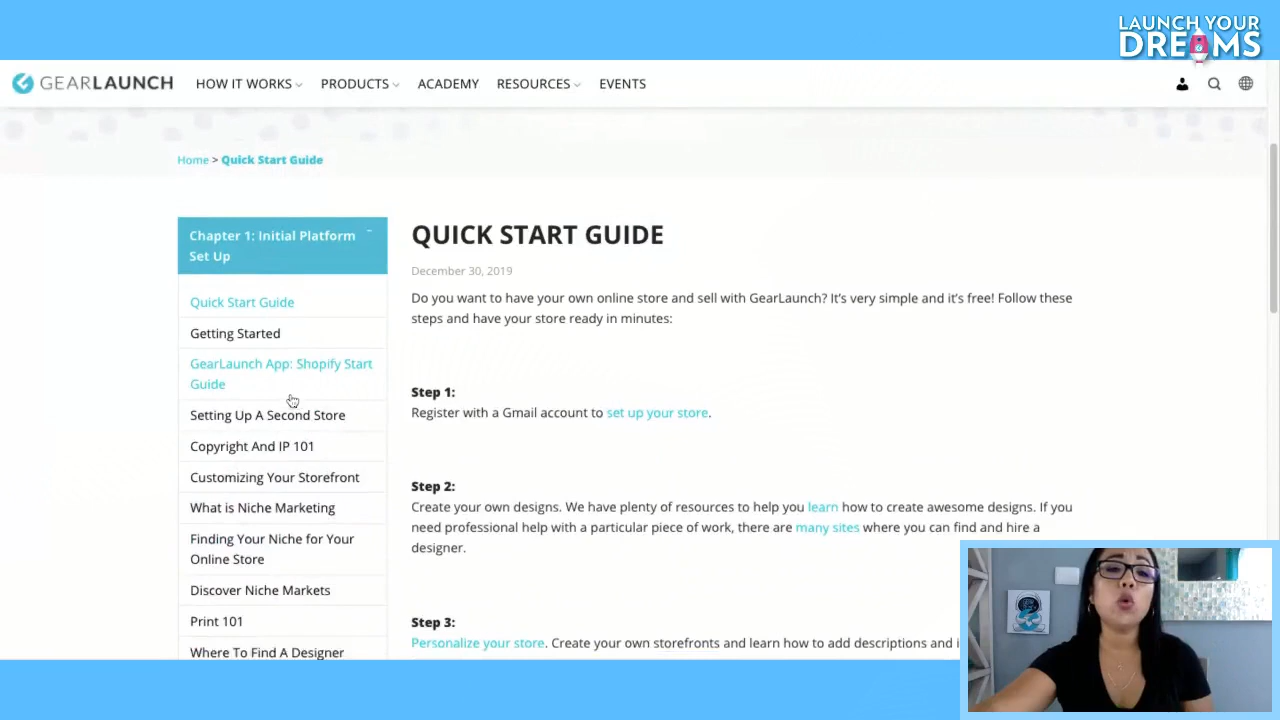 LAUNCH YOUR
DREAMS
GEARLAUNCH HOW IT WORKS PRODUCTS ACADEMY RESOURCES EVENTS
Home > Quick Start Guide
Chapter 1: Initial Platform
Set Up
Quick Start Guide
Getting Started
GearLaunch App: Shopify Start
Guide
Setting Up A Second Store
Copyright And IP 101
Customizing Your Storefront
What is Niche Marketing
Finding Your Niche for Your
Online Store
Discover Niche Markets
Print 101
Where To Find A Designer
QUICK START GUIDE
December 30, 2019
Do you want to have your own online store and sell with GearLaunch? It's very simple and it's free! Follow these
steps and have your store ready in minutes:
Step 1:
Register with a Gmail account to set up your store.
Step 2:
Create your own designs. We have plenty of resources to help you learn how to create awesome designs. If you
need professional help with a particular piece of work, there are many sites where you can find and hire a
designer.
Step 3:
Personalize your store. Create your own storefronts and learn how to add descriptions and